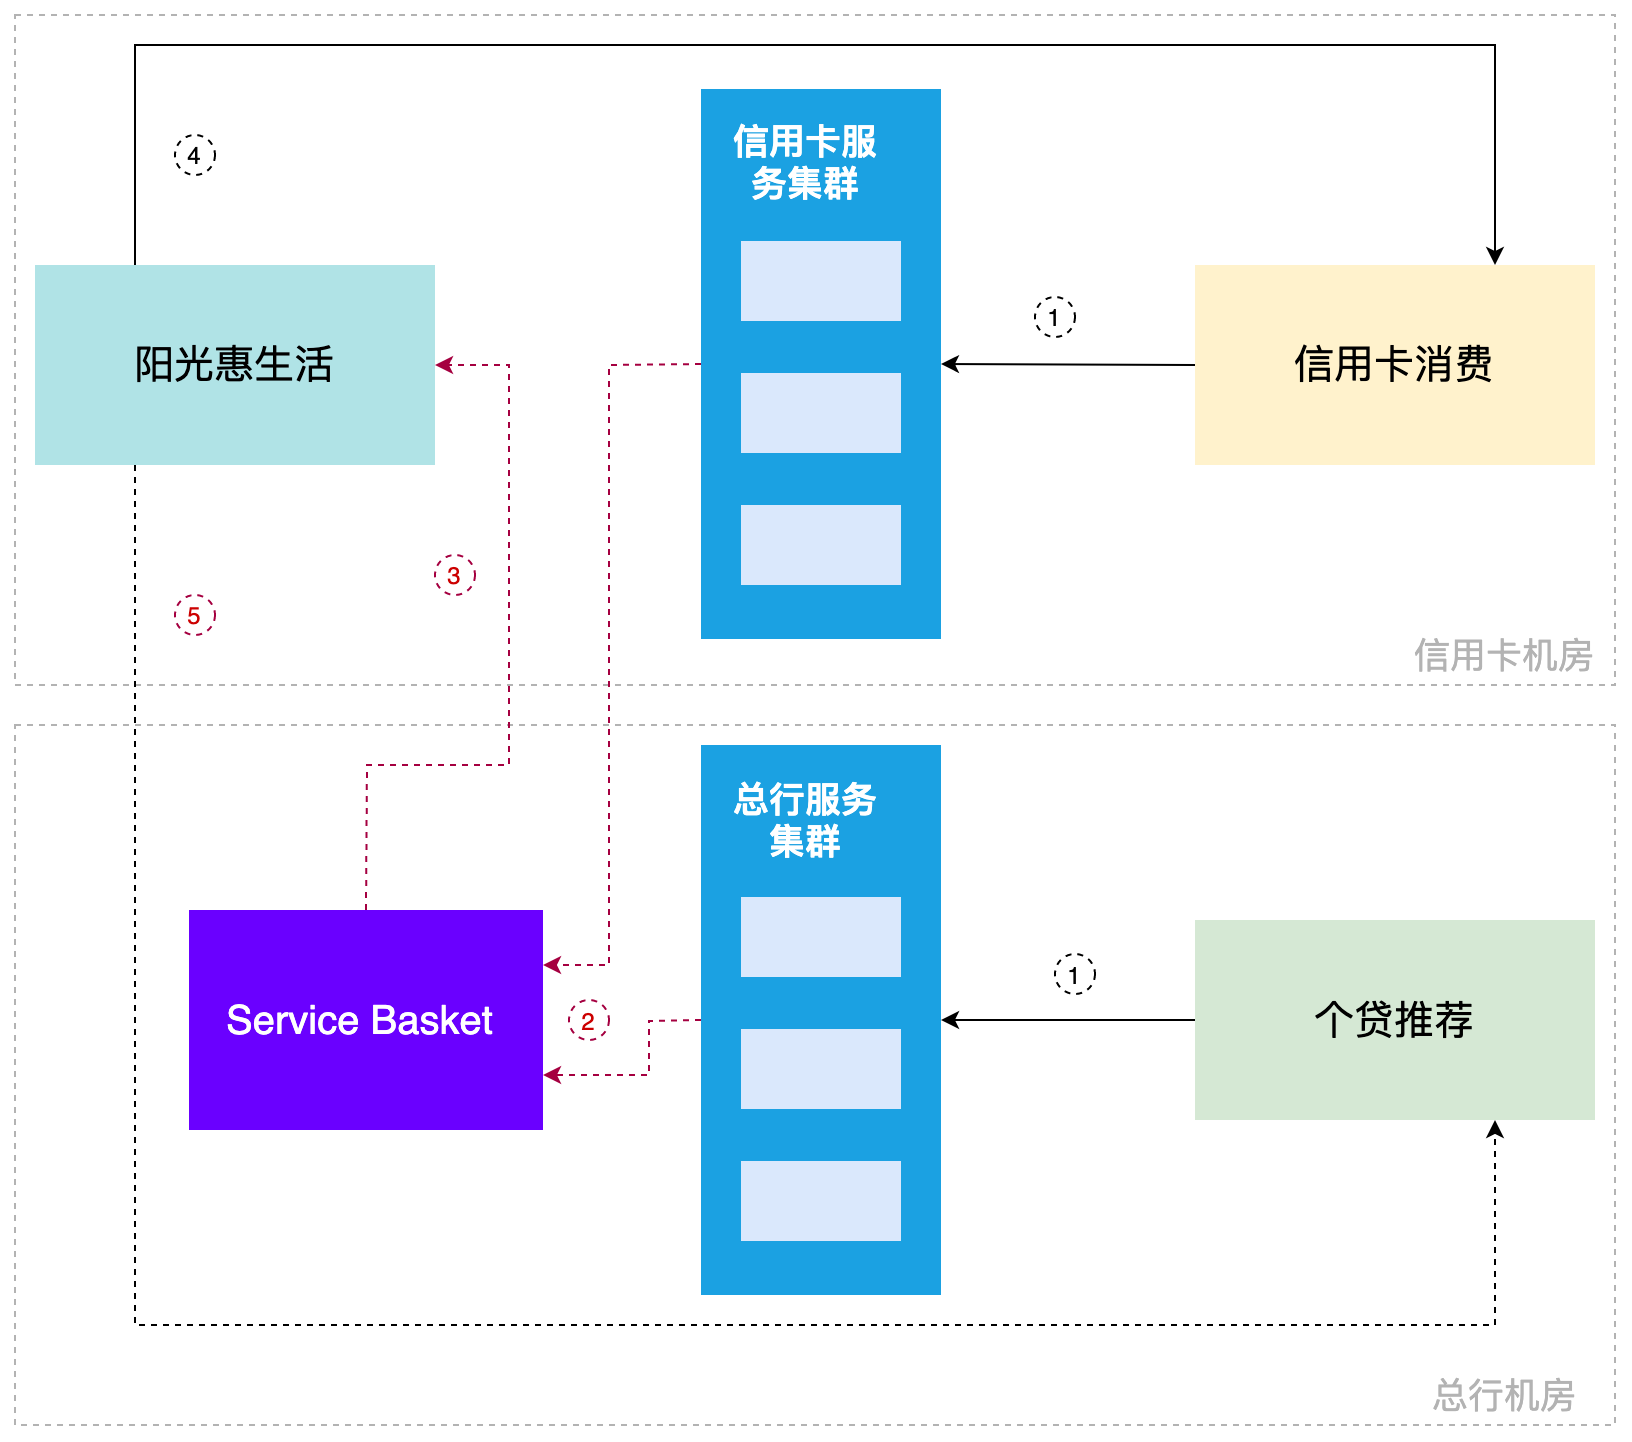 4
信用卡服
务集群
1
阳光惠生活
信用卡消费
3
5
信用卡机房
总行服务
集群
1
Service Basket
2
个贷推荐
总行机房